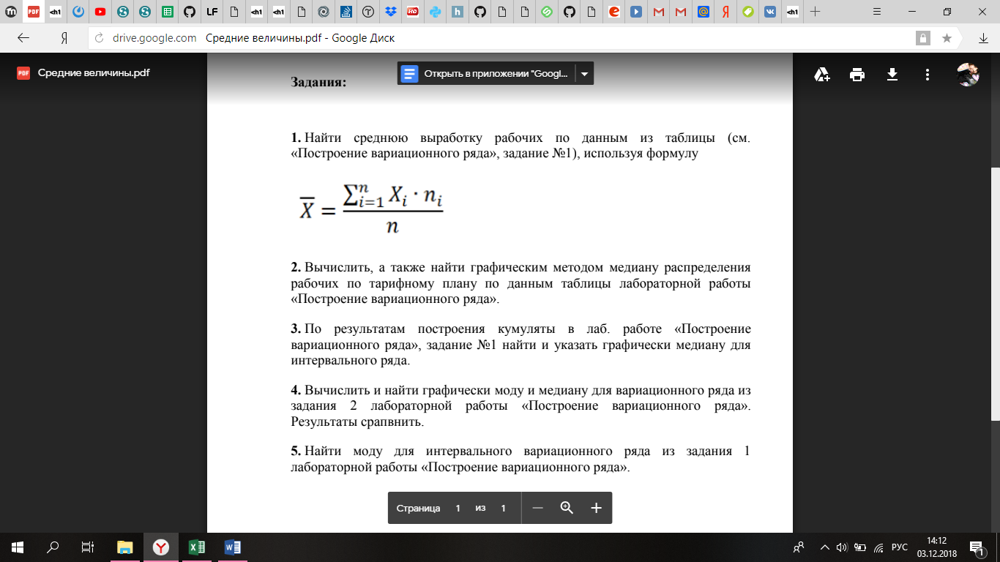 LF
drive.google.com Средние величины.pdf - Google Диск
PDF Средние величины.pdf
Открыть в приложении "Googl...
Задания:
1. Найти среднюю выработку рабочих по данным из таблицы (см.
«Построение вариационного ряда», задание №1), используя формулу
X̅ = ∑ⁿᵢ₌₁ Xᵢ · nᵢ / n
2. Вычислить, а также найти графическим методом медиану распределения
рабочих по тарифному плану по данным таблицы лабораторной работы
«Построение вариационного ряда».
3. По результатам построения кумуляты в лаб. работе «Построение
вариационного ряда», задание №1 найти и указать графически медиану для
интервального ряда.
4. Вычислить и найти графически моду и медиану для вариационного ряда из
задания 2 лабораторной работы «Построение вариационного ряда».
Результаты срапвнить.
5. Найти моду для интервального вариационного ряда из задания 1
лабораторной работы «Построение вариационного ряда».
Страница 1 из 1
РУС
14:12
03.12.2018
1